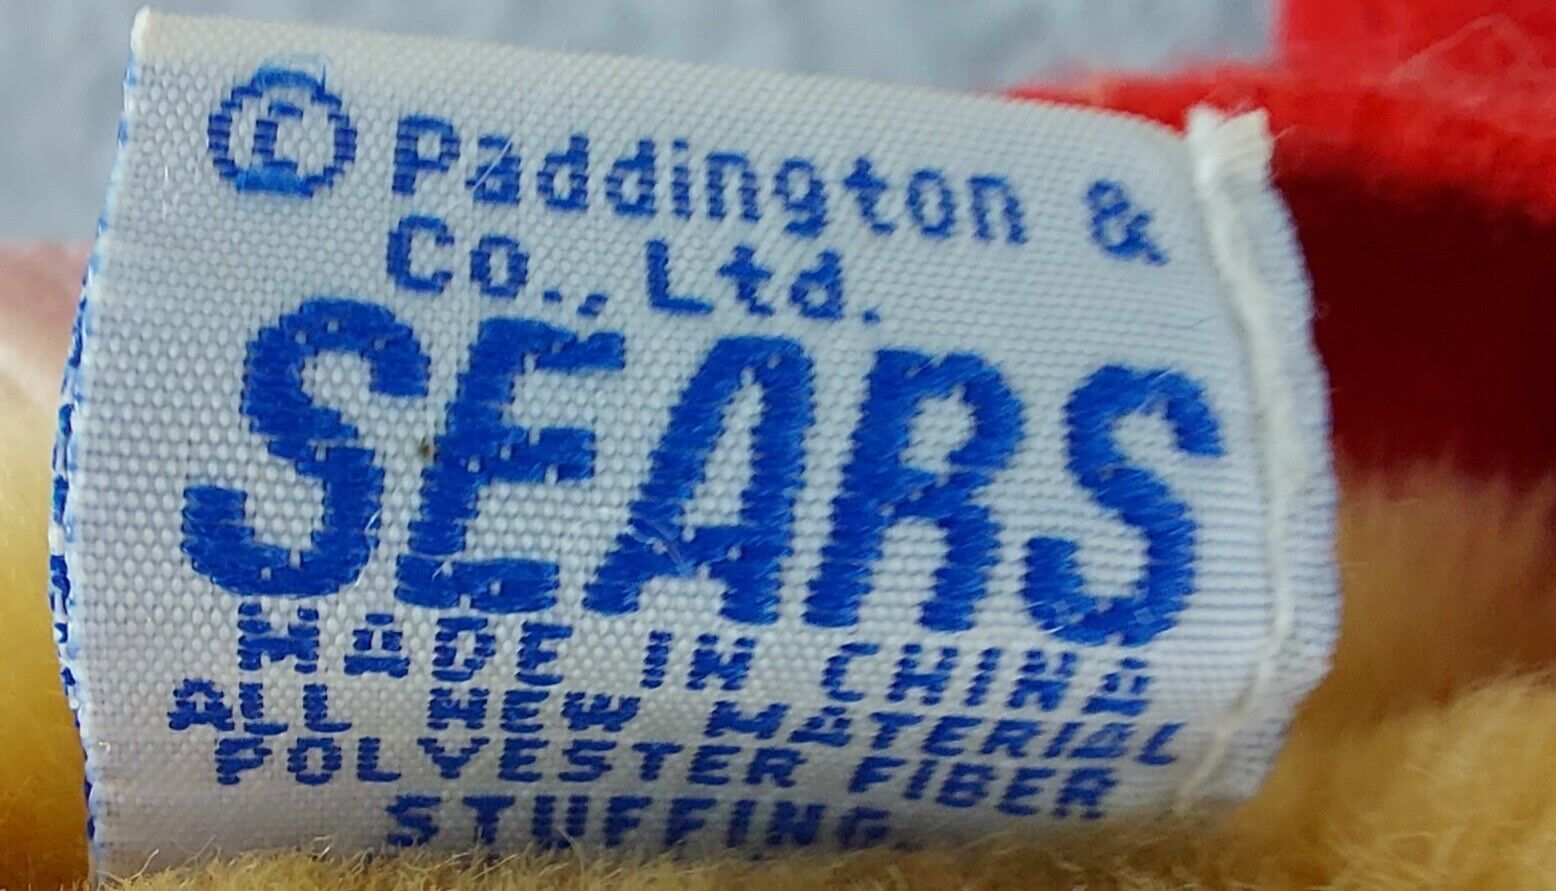 © Paddington &
Co., Ltd.
SEARS
MADE IN CHINA
ALL NEW MATERIAL
POLYESTER FIBER
STUFFING